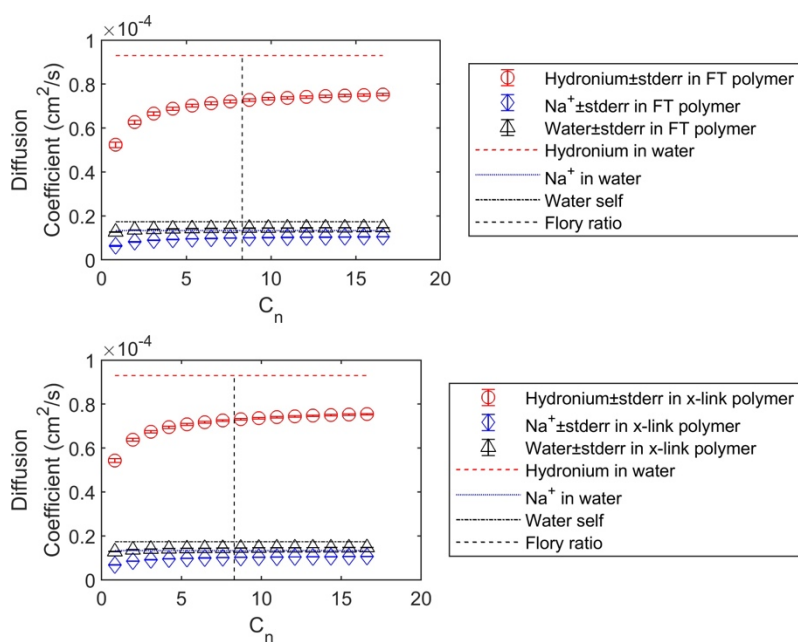 ×10⁻⁴
1
0.8
0.6
0.4
0.2
0
Diffusion
Coefficient (cm²/s)
0 5 10 15 20
Cₙ
Hydronium±stderr in FT polymer
Na⁺±stderr in FT polymer
Water±stderr in FT polymer
Hydronium in water
Na⁺ in water
Water self
Flory ratio
×10⁻⁴
1
0.8
0.6
0.4
0.2
0
Diffusion
Coefficient (cm²/s)
0 5 10 15 20
Cₙ
Hydronium±stderr in x-link polymer
Na⁺±stderr in x-link polymer
Water±stderr in x-link polymer
Hydronium in water
Na⁺ in water
Water self
Flory ratio